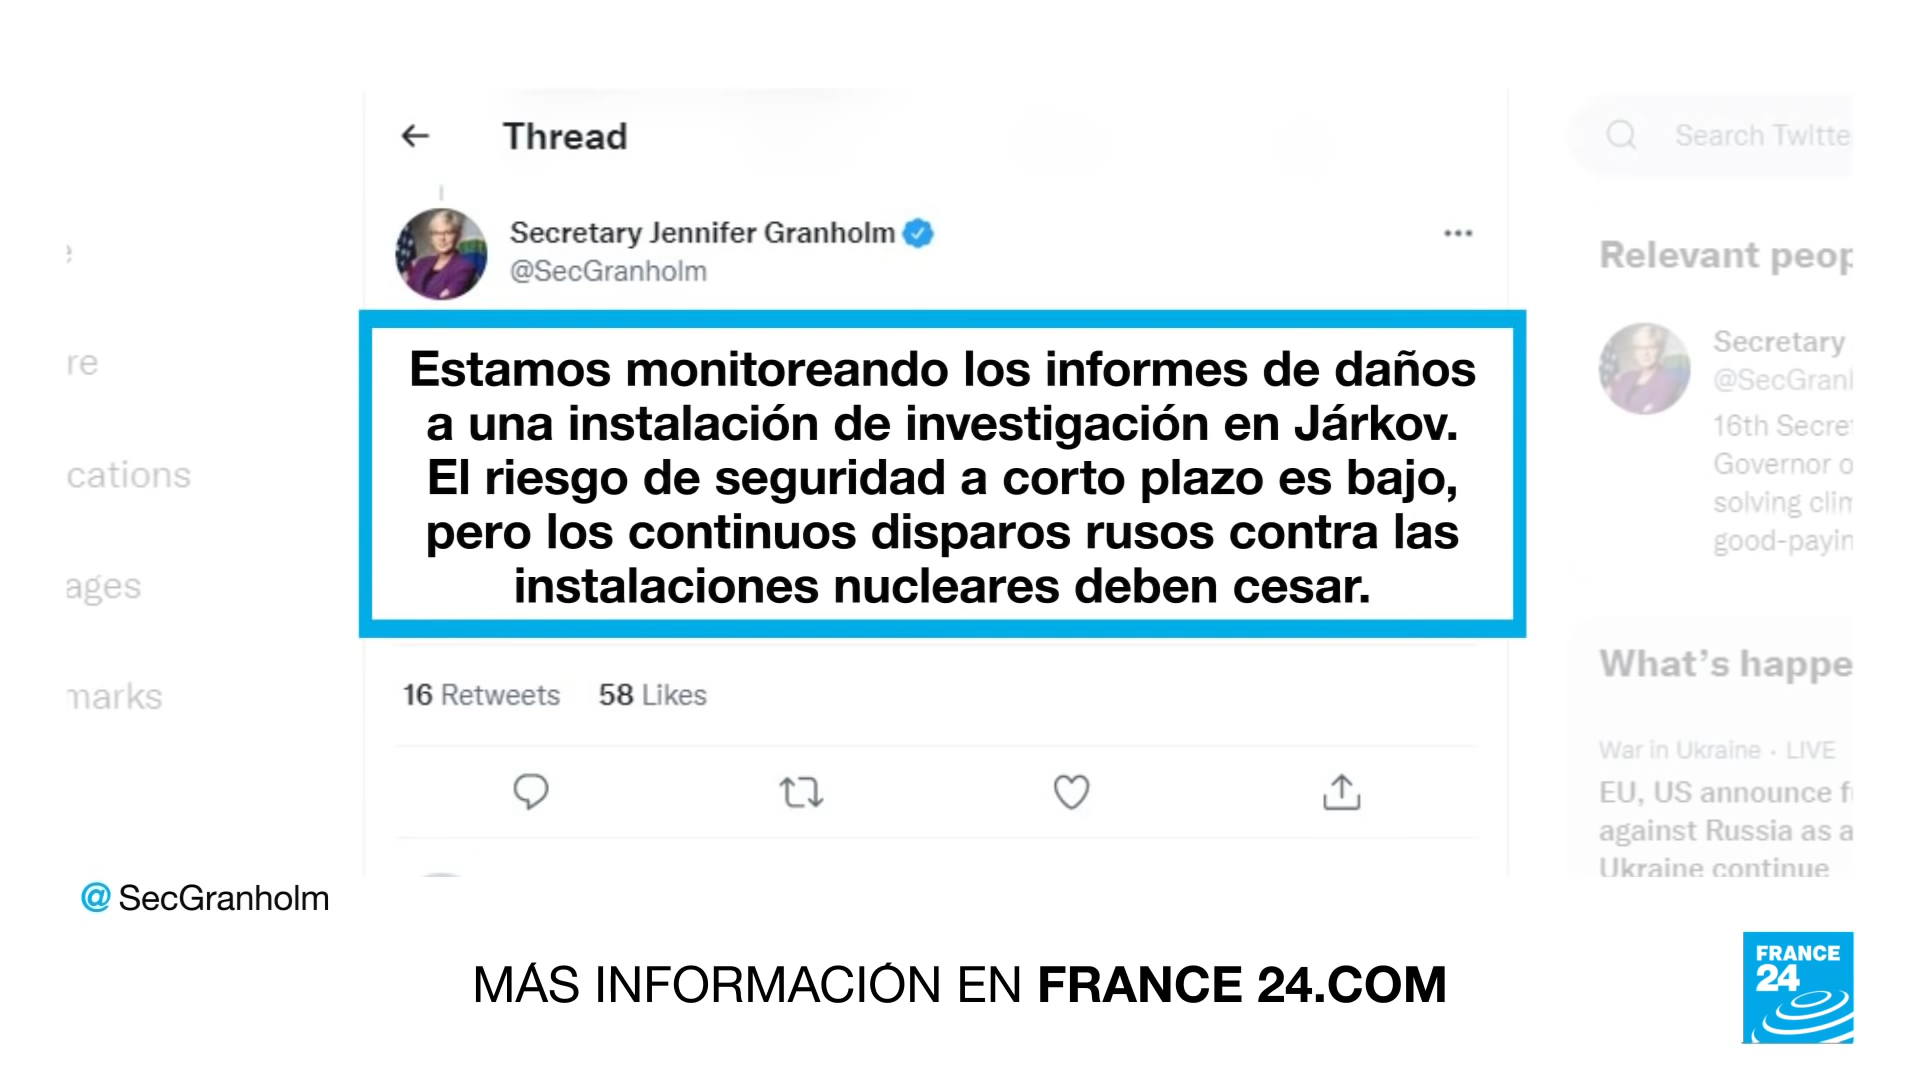 Thread
Search Twitte
Secretary Jennifer Granholm
@SecGranholm
Estamos monitoreando los informes de daños
a una instalación de investigación en Járkov.
El riesgo de seguridad a corto plazo es bajo,
pero los continuos disparos rusos contra las
instalaciones nucleares deben cesar.
16 Retweets 58 Likes
re
cations
ages
marks
Relevant peop
Secretary
@SecGranh
16th Secret
Governor o
solving clim
good-payin
What's happe
War in Ukraine · LIVE
EU, US announce f
against Russia as a
Ukraine continue
@ SecGranholm
MÁS INFORMACIÓN EN FRANCE 24.COM
FRANCE
24